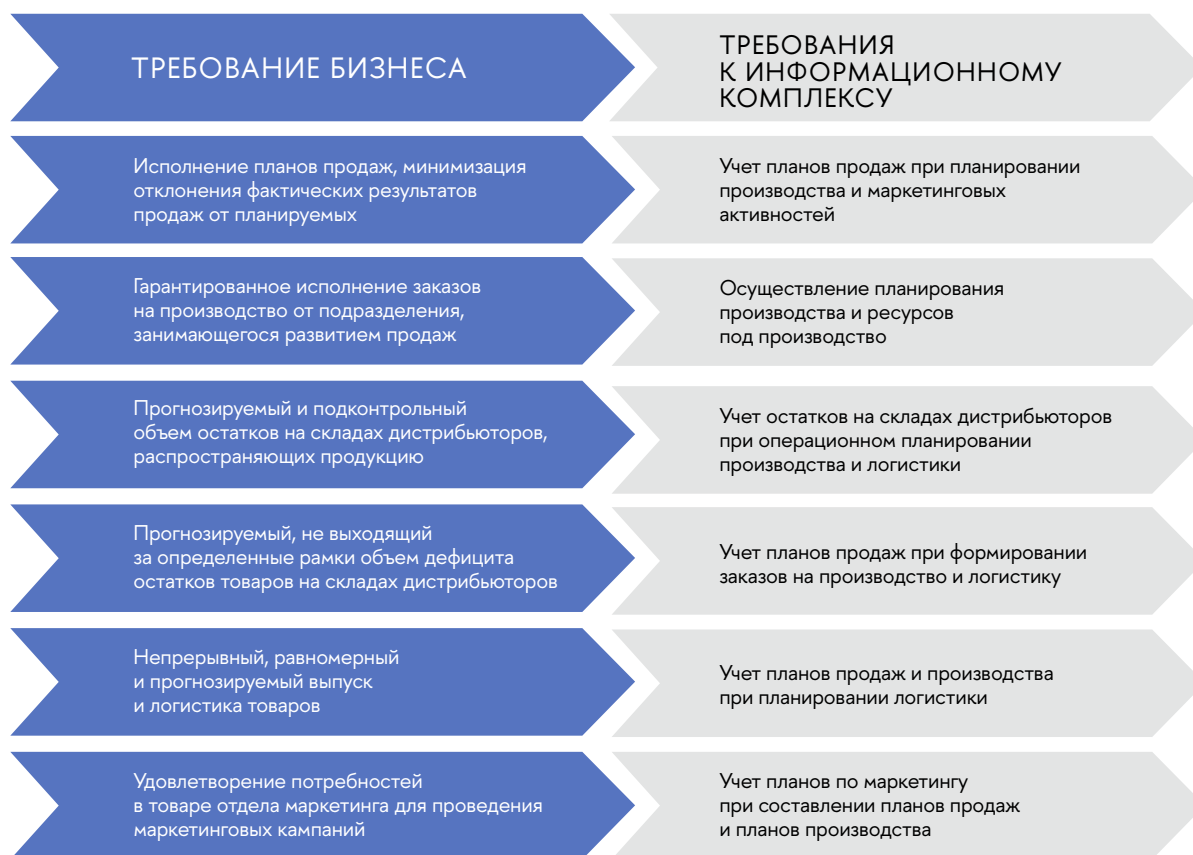 ТРЕБОВАНИЕ БИЗНЕСА
ТРЕБОВАНИЯ
К ИНФОРМАЦИОННОМУ
КОМПЛЕКСУ
Исполнение планов продаж, минимизация
отклонения фактических результатов
продаж от планируемых
Учет планов продаж при планировании
производства и маркетинговых
активностей
Гарантированное исполнение заказов
на производство от подразделения,
занимающегося развитием продаж
Осуществление планирования
производства и ресурсов
под производство
Прогнозируемый и подконтрольный
объем остатков на складах дистрибьюторов,
распространяющих продукцию
Учет остатков на складах дистрибьюторов
при операционном планировании
производства и логистики
Прогнозируемый, не выходящий
за определенные рамки объем дефицита
остатков товаров на складах дистрибьюторов
Учет планов продаж при формировании
заказов на производство и логистику
Непрерывный, равномерный
и прогнозируемый выпуск
и логистика товаров
Учет планов продаж и производства
при планировании логистики
Удовлетворение потребностей
в товаре отдела маркетинга для проведения
маркетинговых кампаний
Учет планов по маркетингу
при составлении планов продаж
и планов производства